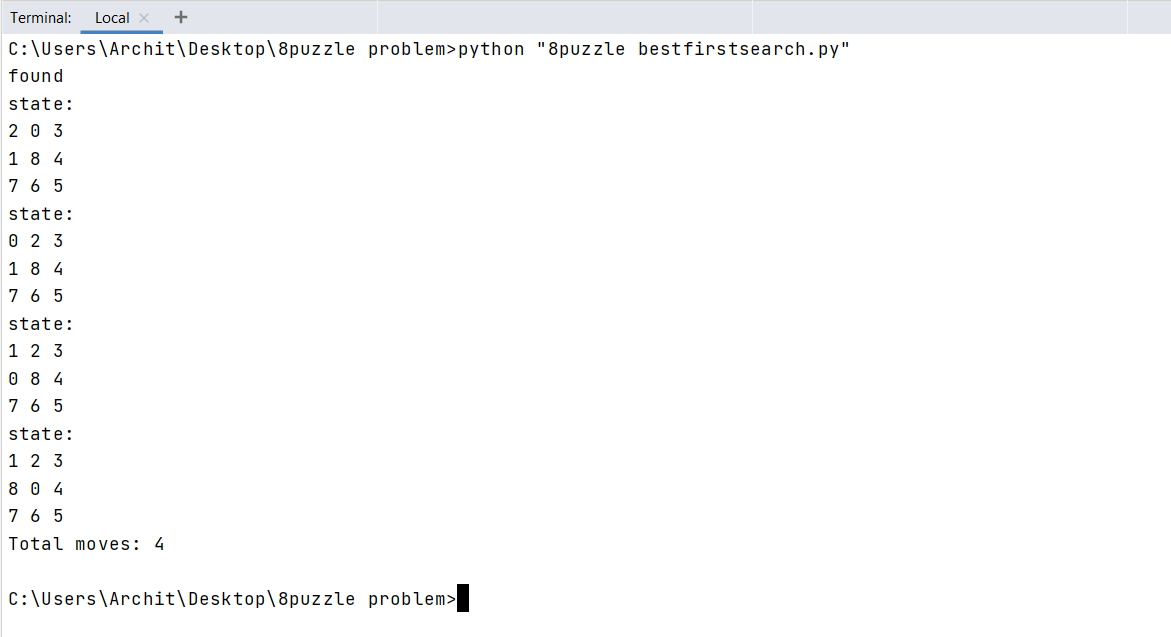 Terminal: Local × +
C:\Users\Archit\Desktop\8puzzle problem>python "8puzzle bestfirstsearch.py"
found
state:
2 0 3
1 8 4
7 6 5
state:
0 2 3
1 8 4
7 6 5
state:
1 2 3
0 8 4
7 6 5
state:
1 2 3
8 0 4
7 6 5
Total moves: 4
C:\Users\Archit\Desktop\8puzzle problem>